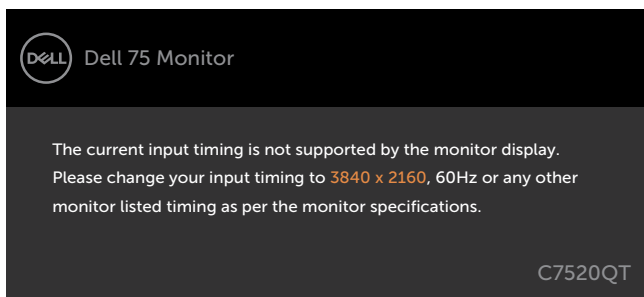 DELL
Dell 75 Monitor
The current input timing is not supported by the monitor display.
Please change your input timing to 3840 x 2160, 60Hz or any other
monitor listed timing as per the monitor specifications.
C7520QT